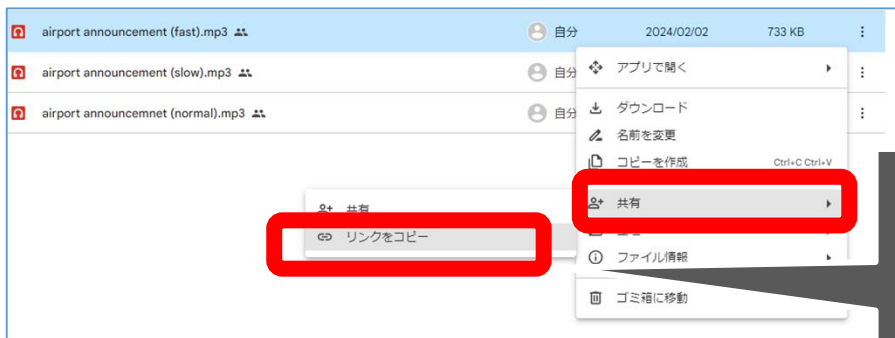 airport announcement (fast).mp3 自分 2024/02/02 733 KB
airport announcement (slow).mp3 自分
airport announcemnet (normal).mp3 自分
アプリで開く
ダウンロード
名前を変更
コピーを作成 Ctrl+C Ctrl+V
共有
ファイル情報
ゴミ箱に移動
共有
リンクをコピー